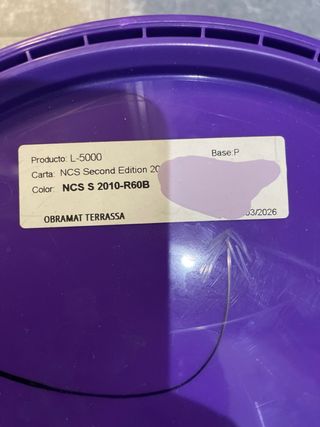 Producto: L-5000 Base:P
Carta: NCS Second Edition 20
Color: NCS S 2010-R60B
OBRAMAT TERRASSA 03/2026